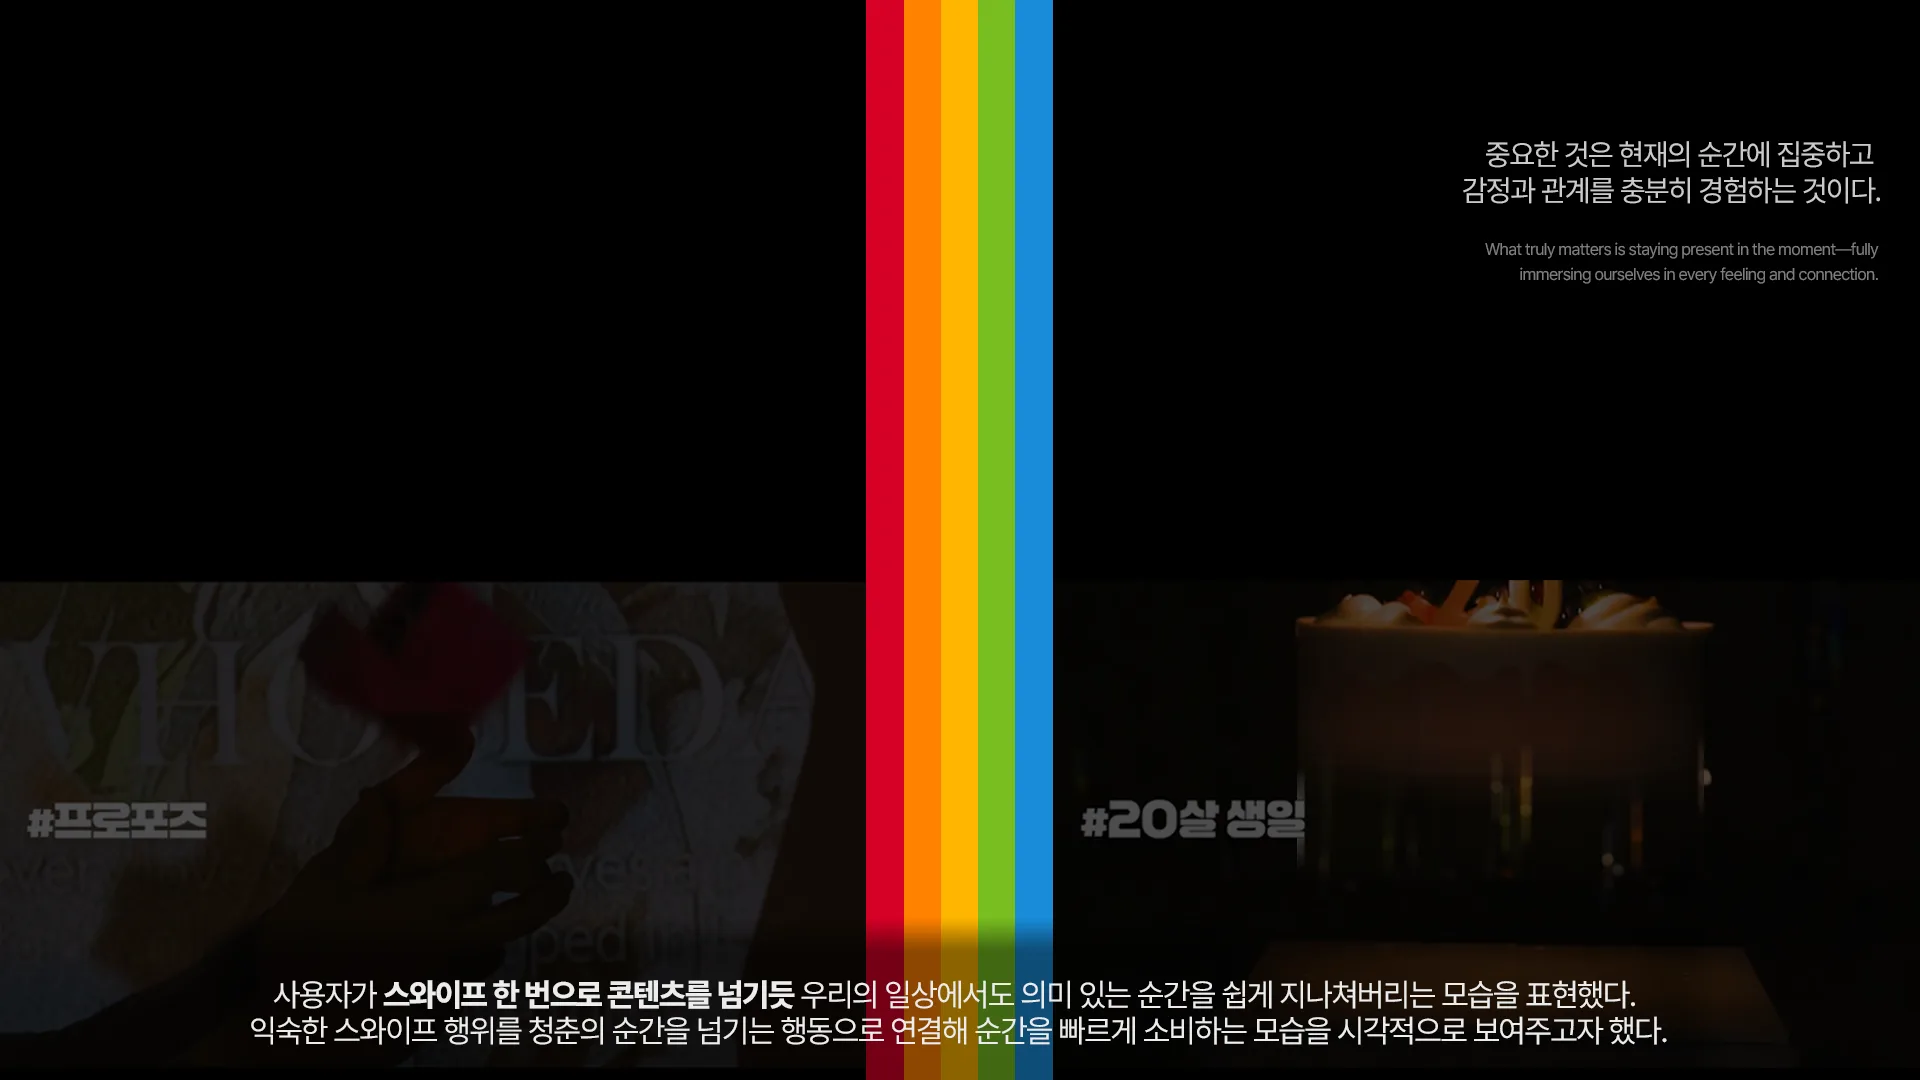 중요한 것은 현재의 순간에 집중하고
감정과 관계를 충분히 경험하는 것이다.
What truly matters is staying present in the moment—fully
immersing ourselves in every feeling and connection.
#프로포즈
#20살 생일
사용자가 스와이프 한 번으로 콘텐츠를 넘기듯 우리의 일상에서도 의미 있는 순간을 쉽게 지나쳐버리는 모습을 표현했다.
익숙한 스와이프 행위를 청춘의 순간을 넘기는 행동으로 연결해 순간을 빠르게 소비하는 모습을 시각적으로 보여주고자 했다.